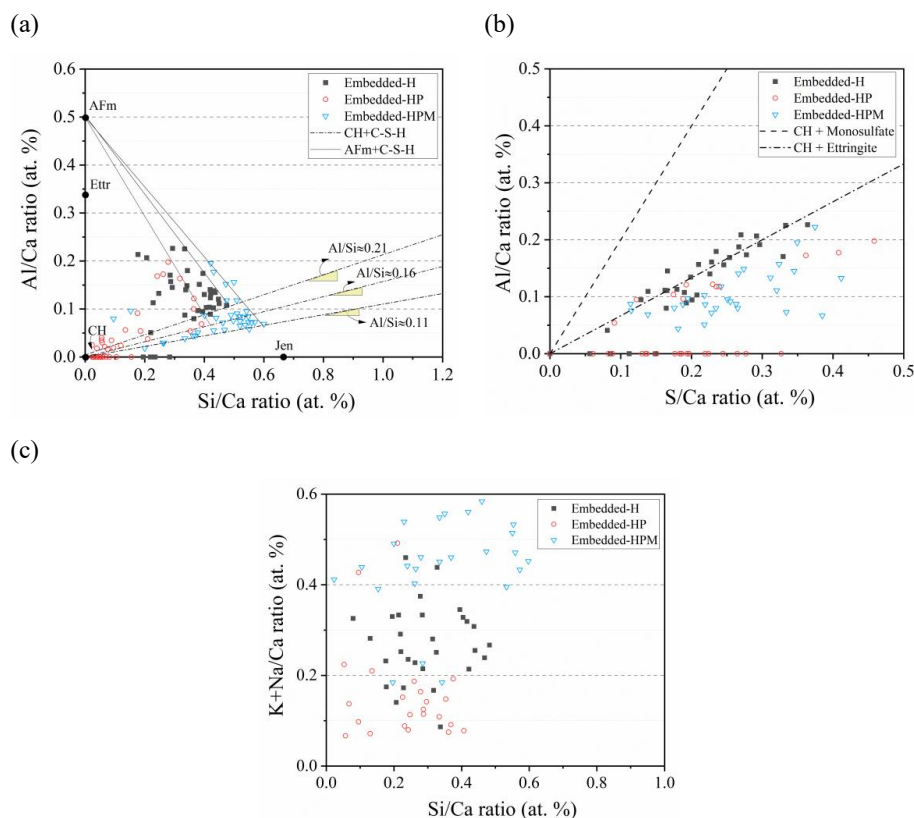 (a)
0.6
0.5
0.4
0.3
0.2
0.1
0.0
Al/Ca ratio (at. %)
AFm
Ettr
CH
Jen
Embedded-H
Embedded-HP
Embedded-HPM
CH+C-S-H
AFm+C-S-H
Al/Si≈0.21
Al/Si≈0.16
Al/Si≈0.11
0.0 0.2 0.4 0.6 0.8 1.0 1.2
Si/Ca ratio (at. %)
(b)
0.5
0.4
0.3
0.2
0.1
0.0
Al/Ca ratio (at. %)
Embedded-H
Embedded-HP
Embedded-HPM
CH + Monosulfate
CH + Ettringite
0.0 0.1 0.2 0.3 0.4 0.5
S/Ca ratio (at. %)
(c)
0.6
0.4
0.2
0.0
K+Na/Ca ratio (at. %)
Embedded-H
Embedded-HP
Embedded-HPM
0.0 0.2 0.4 0.6 0.8 1.0
Si/Ca ratio (at. %)